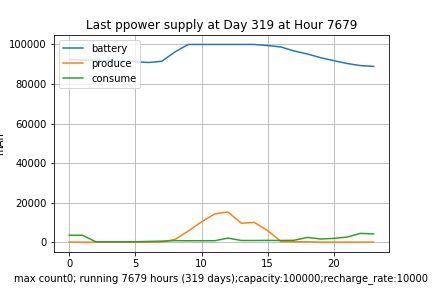 Last ppower supply at Day 319 at Hour 7679
100000
80000
60000
40000
20000
0
battery
produce
consume
0
5
10
15
20
max count0; running 7679 hours (319 days);capacity:100000;recharge_rate:10000